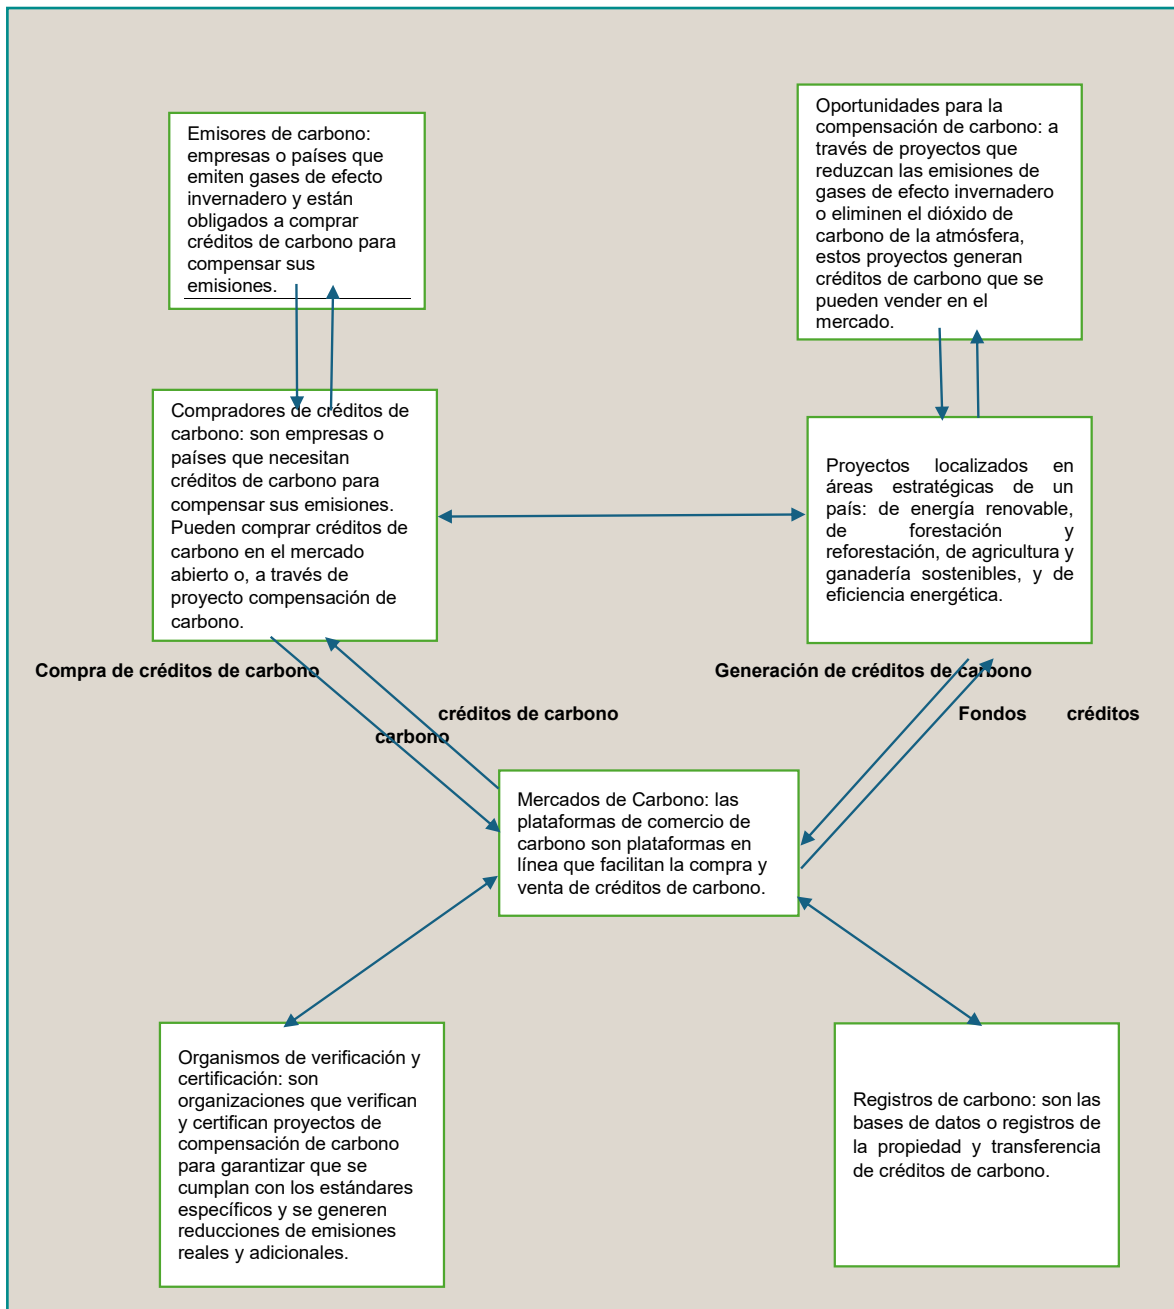 Emisores de carbono:
empresas o países que
emiten gases de efecto
invernadero y están
obligados a comprar
créditos de carbono para
compensar sus
emisiones.
Oportunidades para la
compensación de carbono: a
través de proyectos que
reduzcan las emisiones de
gases de efecto invernadero
o eliminen el dióxido de
carbono de la atmósfera,
estos proyectos generan
créditos de carbono que se
pueden vender en el
mercado.
Compradores de créditos de
carbono: son empresas o
países que necesitan
créditos de carbono para
compensar sus emisiones.
Pueden comprar créditos de
carbono en el mercado
abierto o, a través de
proyecto compensación de
carbono.
Proyectos localizados en
áreas estratégicas de un
país: de energía renovable,
de forestación y
reforestación, de agricultura y
ganadería sostenibles, y de
eficiencia energética.
Compra de créditos de carbono
Generación de créditos de carbono
créditos de carbono
Fondos créditos
carbono
Mercados de Carbono: las
plataformas de comercio de
carbono son plataformas en
línea que facilitan la compra y
venta de créditos de carbono.
Organismos de verificación y
certificación: son
organizaciones que verifican
y certifican proyectos de
compensación de carbono
para garantizar que se
cumplan con los estándares
específicos y se generen
reducciones de emisiones
reales y adicionales.
Registros de carbono: son las
bases de datos o registros de
la propiedad y transferencia
de créditos de carbono.